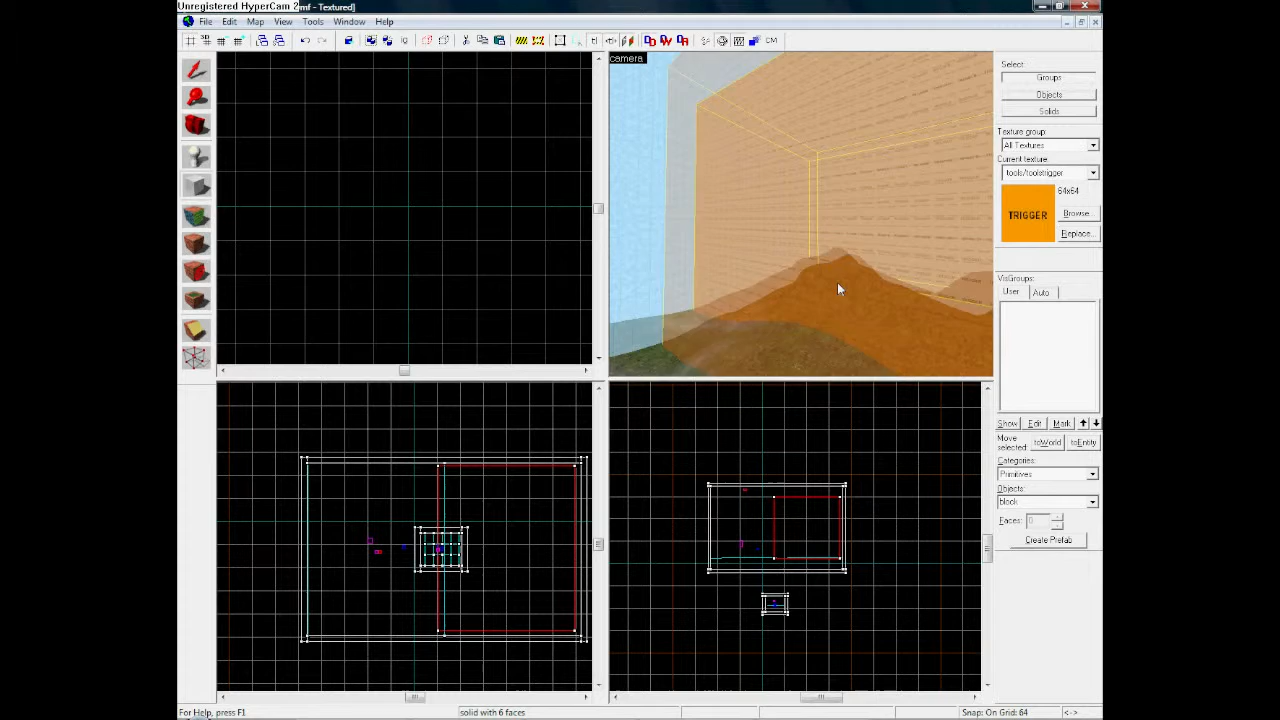 Unregistered HyperCam 2
mf - Textured]
File Edit View Tools Window Help
CM
camera
Select:
Groups
Objects
Solids
Texture group:
All Textures
Current texture:
tools/toolstrigger
64x64
TRIGGER
Browse...
Replace...
VisGroups:
User Auto
Show Edit Mark
Move
selected:
toWorld toEntity
Categories:
Primitives
Objects:
block
Faces: 0
Create Prefab
For Help, press F1
solid with 6 faces
Snap: On Grid: 64
<->